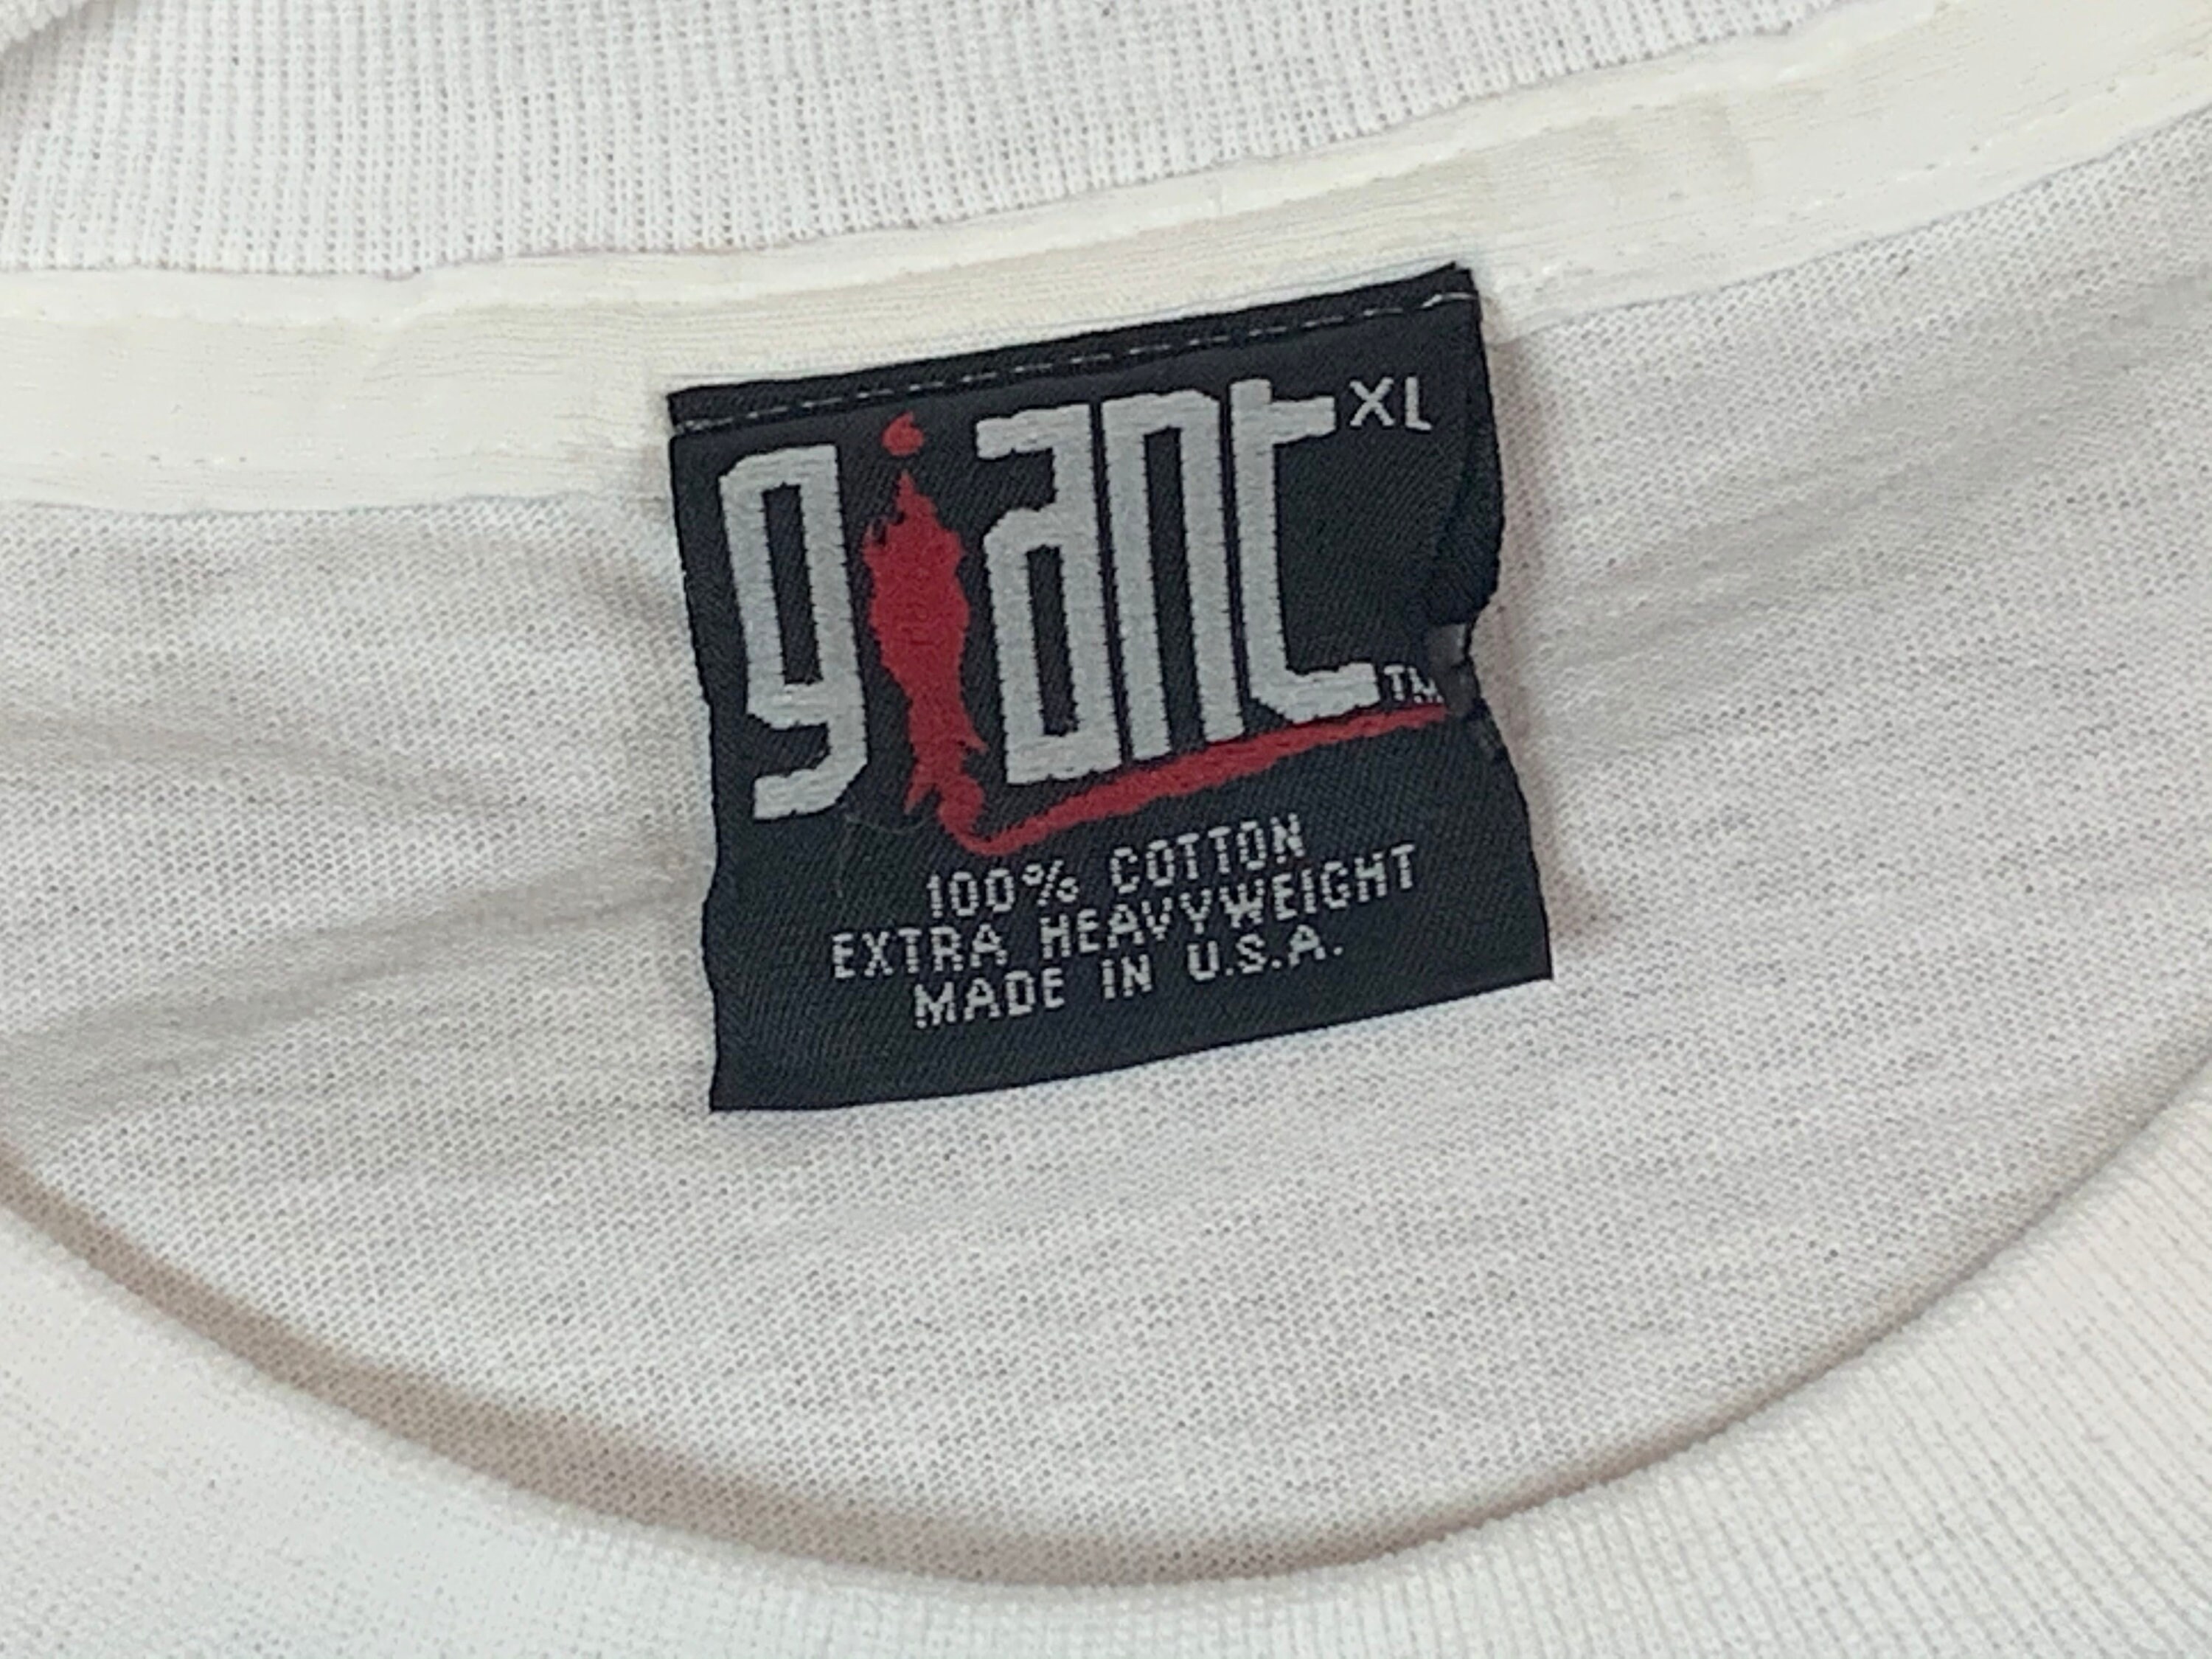 giant XL
TM
100% COTTON
EXTRA HEAVYWEIGHT
MADE IN U.S.A.